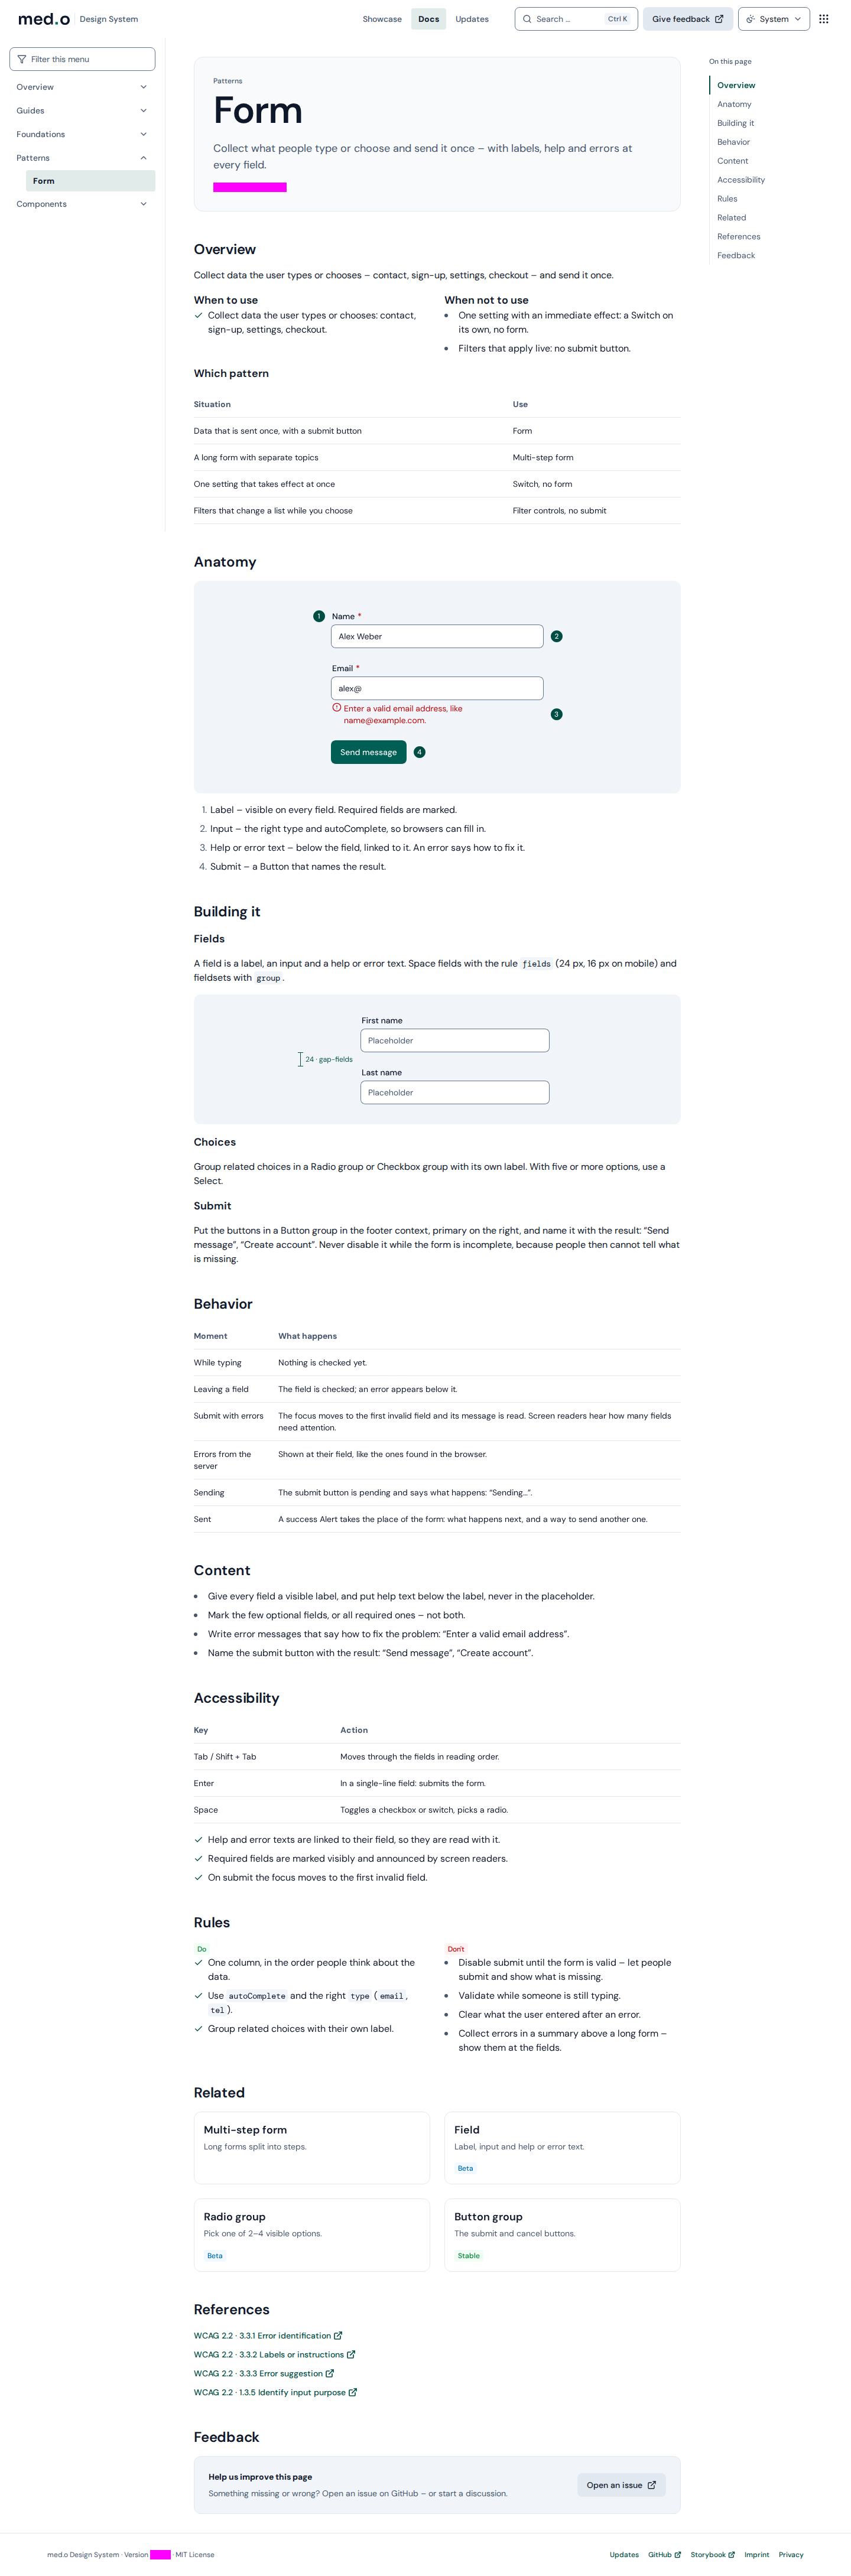 med.o Design System
Showcase Docs Updates
Search … Ctrl K
Give feedback
System
Filter this menu
Overview
Guides
Foundations
Patterns
Form
Components
Patterns
Form
Collect what people type or choose and send it once – with labels, help and errors at
every field.
On this page
Overview
Anatomy
Building it
Behavior
Content
Accessibility
Rules
Related
References
Feedback
Overview
Collect data the user types or chooses – contact, sign-up, settings, checkout – and send it once.
When to use
Collect data the user types or chooses: contact,
sign-up, settings, checkout.
When not to use
One setting with an immediate effect: a Switch on
its own, no form.
Filters that apply live: no submit button.
Which pattern
Situation Use
Data that is sent once, with a submit button Form
A long form with separate topics Multi-step form
One setting that takes effect at once Switch, no form
Filters that change a list while you choose Filter controls, no submit
Anatomy
1 Name *
Alex Weber 2
Email *
alex@
Enter a valid email address, like
name@example.com. 3
Send message 4
1. Label – visible on every field. Required fields are marked.
2. Input – the right type and autoComplete, so browsers can fill in.
3. Help or error text – below the field, linked to it. An error says how to fix it.
4. Submit – a Button that names the result.
Building it
Fields
A field is a label, an input and a help or error text. Space fields with the rule fields (24 px, 16 px on mobile) and
fieldsets with group.
First name
Placeholder
24 · gap-fields
Last name
Placeholder
Choices
Group related choices in a Radio group or Checkbox group with its own label. With five or more options, use a
Select.
Submit
Put the buttons in a Button group in the footer context, primary on the right, and name it with the result: “Send
message”, “Create account”. Never disable it while the form is incomplete, because people then cannot tell what
is missing.
Behavior
Moment What happens
While typing Nothing is checked yet.
Leaving a field The field is checked; an error appears below it.
Submit with errors The focus moves to the first invalid field and its message is read. Screen readers hear how many fields
need attention.
Errors from the
server Shown at their field, like the ones found in the browser.
Sending The submit button is pending and says what happens: “Sending…”.
Sent A success Alert takes the place of the form: what happens next, and a way to send another one.
Content
Give every field a visible label, and put help text below the label, never in the placeholder.
Mark the few optional fields, or all required ones – not both.
Write error messages that say how to fix the problem: “Enter a valid email address”.
Name the submit button with the result: “Send message”, “Create account”.
Accessibility
Key Action
Tab / Shift + Tab Moves through the fields in reading order.
Enter In a single-line field: submits the form.
Space Toggles a checkbox or switch, picks a radio.
Help and error texts are linked to their field, so they are read with it.
Required fields are marked visibly and announced by screen readers.
On submit the focus moves to the first invalid field.
Rules
Do
One column, in the order people think about the
data.
Use autoComplete and the right type (email,
tel).
Group related choices with their own label.
Don't
Disable submit until the form is valid – let people
submit and show what is missing.
Validate while someone is still typing.
Clear what the user entered after an error.
Collect errors in a summary above a long form –
show them at the fields.
Related
Multi-step form
Long forms split into steps.
Field
Label, input and help or error text.
Beta
Radio group
Pick one of 2–4 visible options.
Beta
Button group
The submit and cancel buttons.
Stable
References
WCAG 2.2 · 3.3.1 Error identification
WCAG 2.2 · 3.3.2 Labels or instructions
WCAG 2.2 · 3.3.3 Error suggestion
WCAG 2.2 · 1.3.5 Identify input purpose
Feedback
Help us improve this page
Something missing or wrong? Open an issue on GitHub – or start a discussion.
Open an issue
med.o Design System · Version MIT License
Updates GitHub Storybook Imprint Privacy